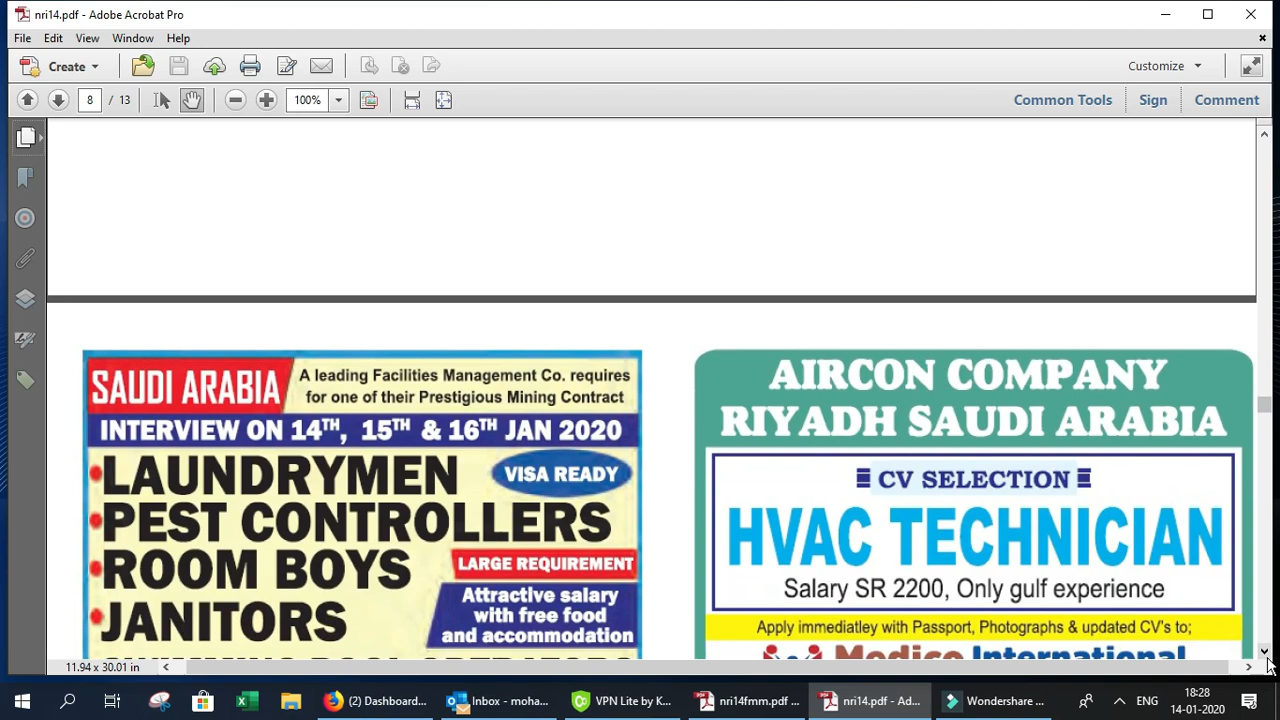 nri14.pdf - Adobe Acrobat Pro
File Edit View Window Help
Create
Customize
8 / 13
100%
Common Tools Sign Comment
SAUDI ARABIA
A leading Facilities Management Co. requires
for one of their Prestigious Mining Contract
INTERVIEW ON 14TH, 15TH & 16TH JAN 2020
LAUNDRYMEN
VISA READY
PEST CONTROLLERS
ROOM BOYS
LARGE REQUIREMENT
JANITORS
Attractive salary
with free food
and accommodation
AIRCON COMPANY
RIYADH SAUDI ARABIA
CV SELECTION
HVAC TECHNICIAN
Salary SR 2200, Only gulf experience
Apply immediatley with Passport, Photographs & updated CV's to;
Medico International
11.94 x 30.01 in
(2) Dashboard...
Inbox - moha...
VPN Lite by K...
nri14fmm.pdf ...
nri14.pdf - Ad...
Wondershare ...
ENG
18:28
14-01-2020